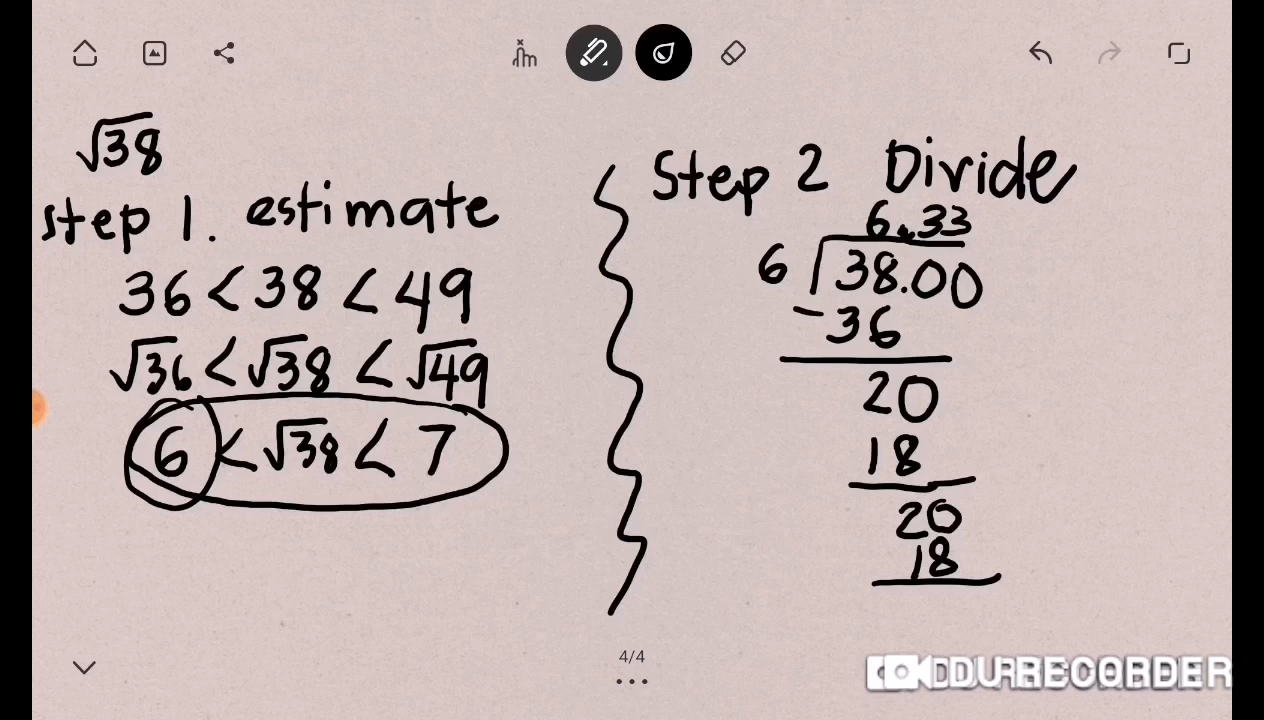 √38
step 1. estimate
36 < 38 < 49
√36 < √38 < √49
6 < √38 < 7
Step 2 Divide
6.33
6 38.00
-36
20
18
20
18
4/4
DU RECORDER